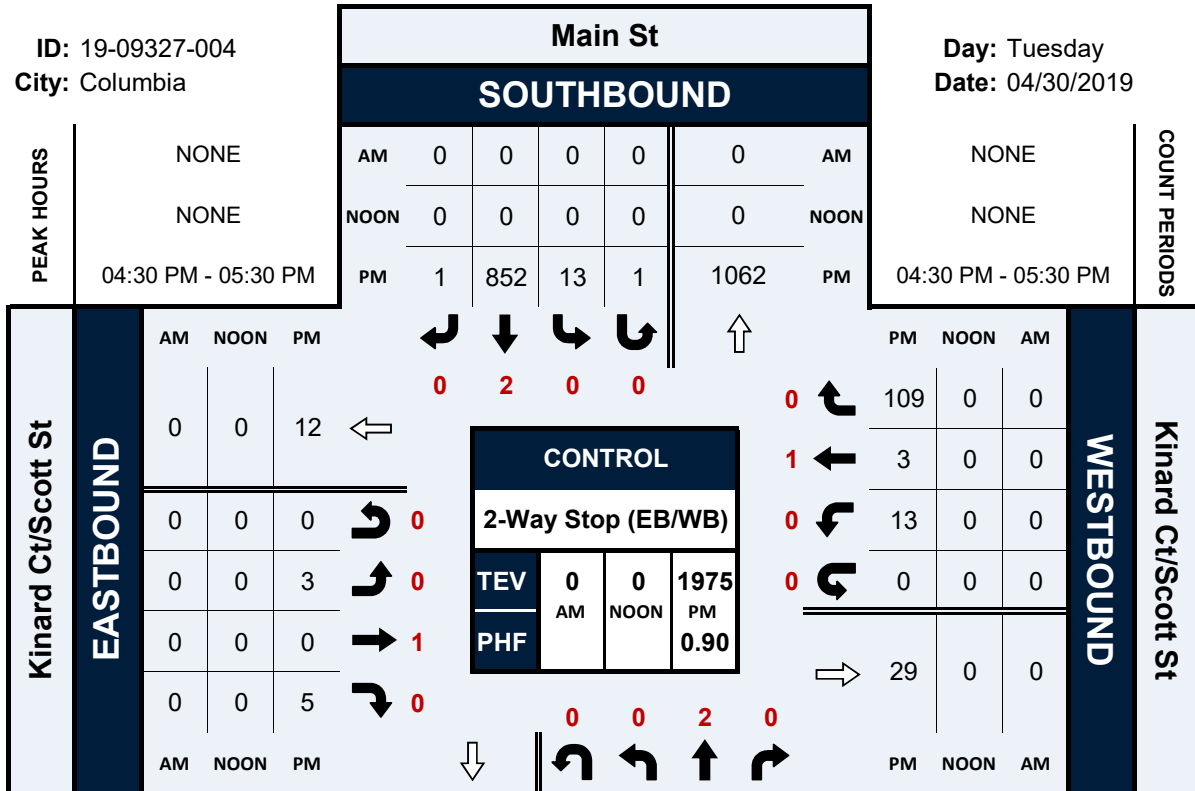 ID: 19-09327-004
City: Columbia
Main St
SOUTHBOUND
Day: Tuesday
Date: 04/30/2019
PEAK HOURS
NONE
NONE
04:30 PM - 05:30 PM
AM 0 0 0 0 0 AM
NOON 0 0 0 0 0 NOON
PM 1 852 13 1 1062 PM
NONE
NONE
04:30 PM - 05:30 PM
COUNT PERIODS
0 2 0 0
Kinard Ct/Scott St
EASTBOUND
AM NOON PM
0 0 12
0 0 0 0
0 0 3 0
0 0 0 1
0 0 5 0
AM NOON PM
CONTROL
2-Way Stop (EB/WB)
TEV 0 0 1975
AM NOON PM
PHF 0.90
PM NOON AM
0 109 0 0
1 3 0 0
0 13 0 0
0 0 0 0
29 0 0
PM NOON AM
WESTBOUND
Kinard Ct/Scott St
0 0 2 0